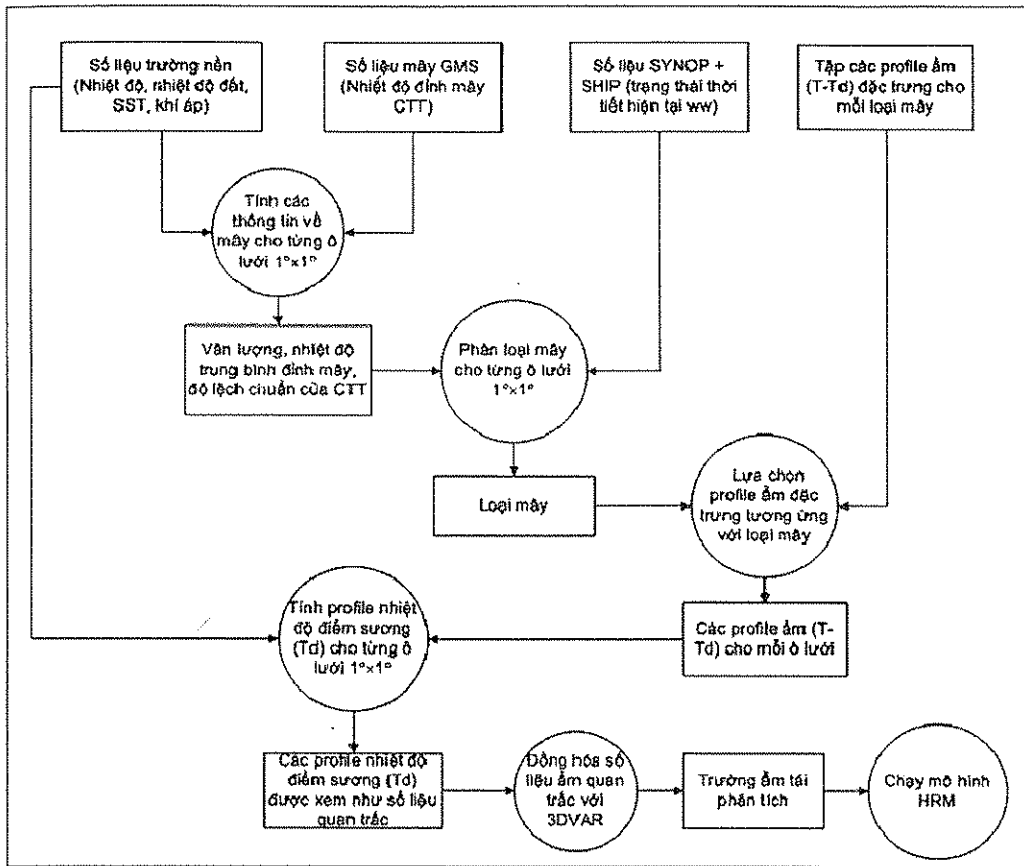 Số liệu trường nền
(Nhiệt độ, nhiệt độ đất,
SST, khí áp)
Số liệu mây GMS
(Nhiệt độ đỉnh mây
CTT)
Số liệu SYNOP +
SHIP (trạng thái thời
tiết hiện tại ww)
Tập các profile ẩm
(T-Td) đặc trưng cho
mỗi loại mây
Tính các
thông tin về
mây cho từng ô
lưới 1°×1°
Vân lượng, nhiệt độ
trung bình đỉnh mây,
độ lệch chuẩn của CTT
Phân loại mây
cho từng ô lưới
1°×1°
Loại mây
Lựa chọn
profile ẩm đặc
trưng tương ứng
với loại mây
Tính profile nhiệt
độ điểm sương
(Td) cho từng ô
lưới 1°×1°
Các profile ẩm (T-
Td) cho mỗi ô lưới
Các profile nhiệt độ
điểm sương (Td)
được xem như số liệu
quan trắc
Đồng hóa số
liệu ẩm quan
trắc với
3DVAR
Trường ẩm tái
phân tích
Chạy mô hình
HRM